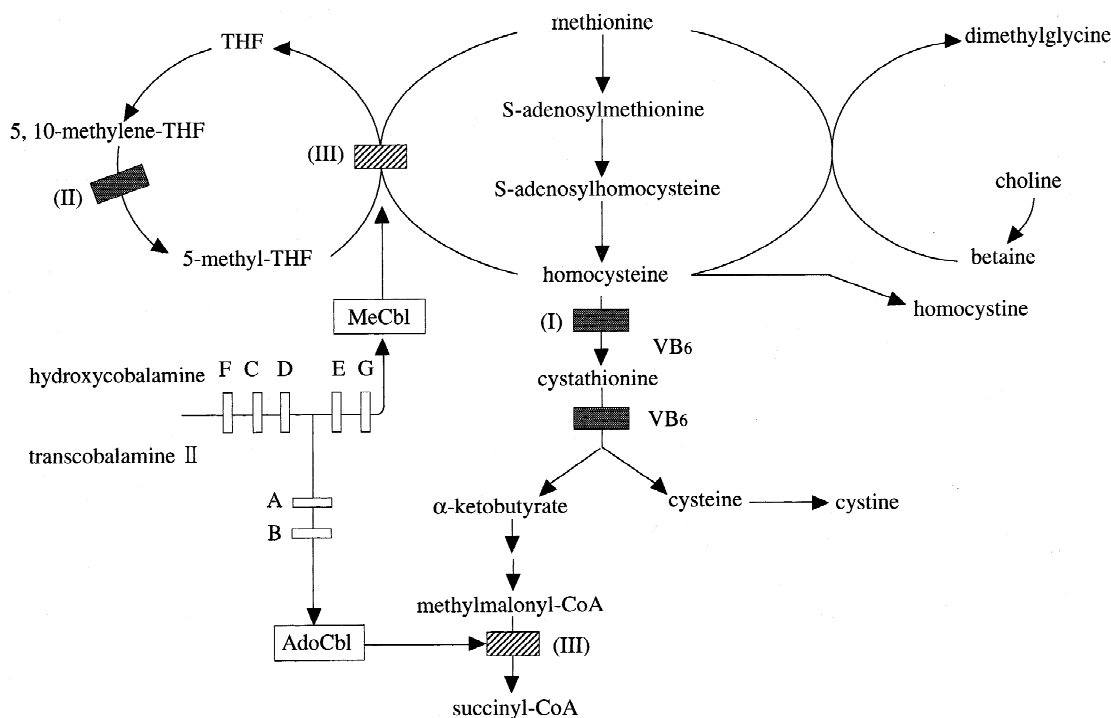 methionine
THF
dimethylglycine
S-adenosylmethionine
5, 10-methylene-THF
(III)
(II)
S-adenosylhomocysteine
choline
5-methyl-THF
betaine
homocysteine
homocystine
MeCbl
(I)
VB6
hydroxycobalamine
F C D E G
cystathionine
VB6
transcobalamine II
A
α-ketobutyrate
cysteine
cystine
B
methylmalonyl-CoA
AdoCbl
(III)
succinyl-CoA